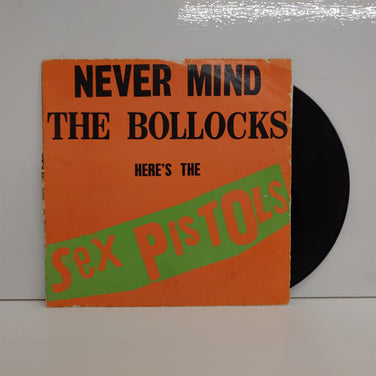 NEVER MIND
THE BOLLOCKS
HERE'S THE
Sex PiSTOLs